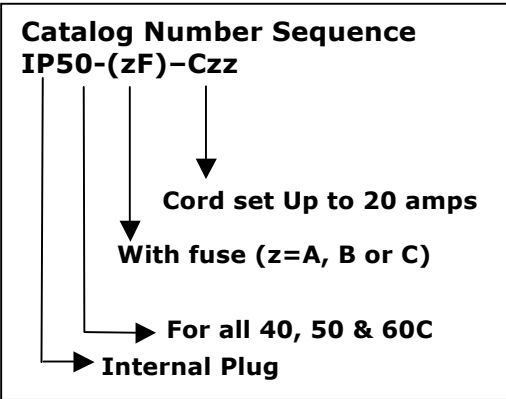 Catalog Number Sequence
IP50-(zF)–Czz
Cord set Up to 20 amps
With fuse (z=A, B or C)
For all 40, 50 & 60C
Internal Plug